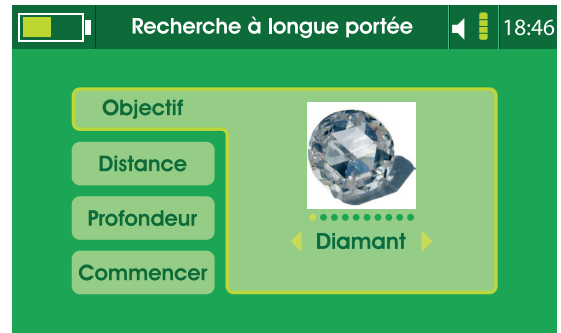 Recherche à longue portée
18:46
Objectif
Distance
Profondeur
Commencer
Diamant